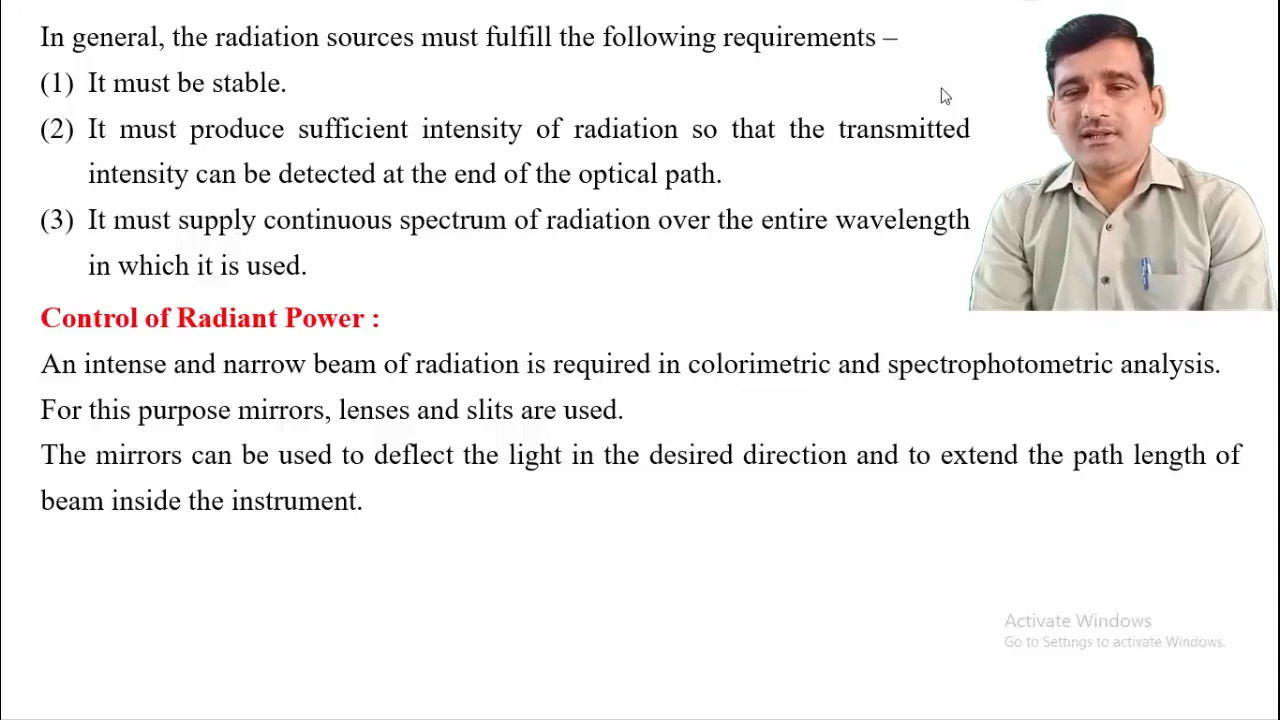 In general, the radiation sources must fulfill the following requirements –
(1) It must be stable.
(2) It must produce sufficient intensity of radiation so that the transmitted
intensity can be detected at the end of the optical path.
(3) It must supply continuous spectrum of radiation over the entire wavelength
in which it is used.
Control of Radiant Power :
An intense and narrow beam of radiation is required in colorimetric and spectrophotometric analysis.
For this purpose mirrors, lenses and slits are used.
The mirrors can be used to deflect the light in the desired direction and to extend the path length of
beam inside the instrument.
Activate Windows
Go to Settings to activate Windows.